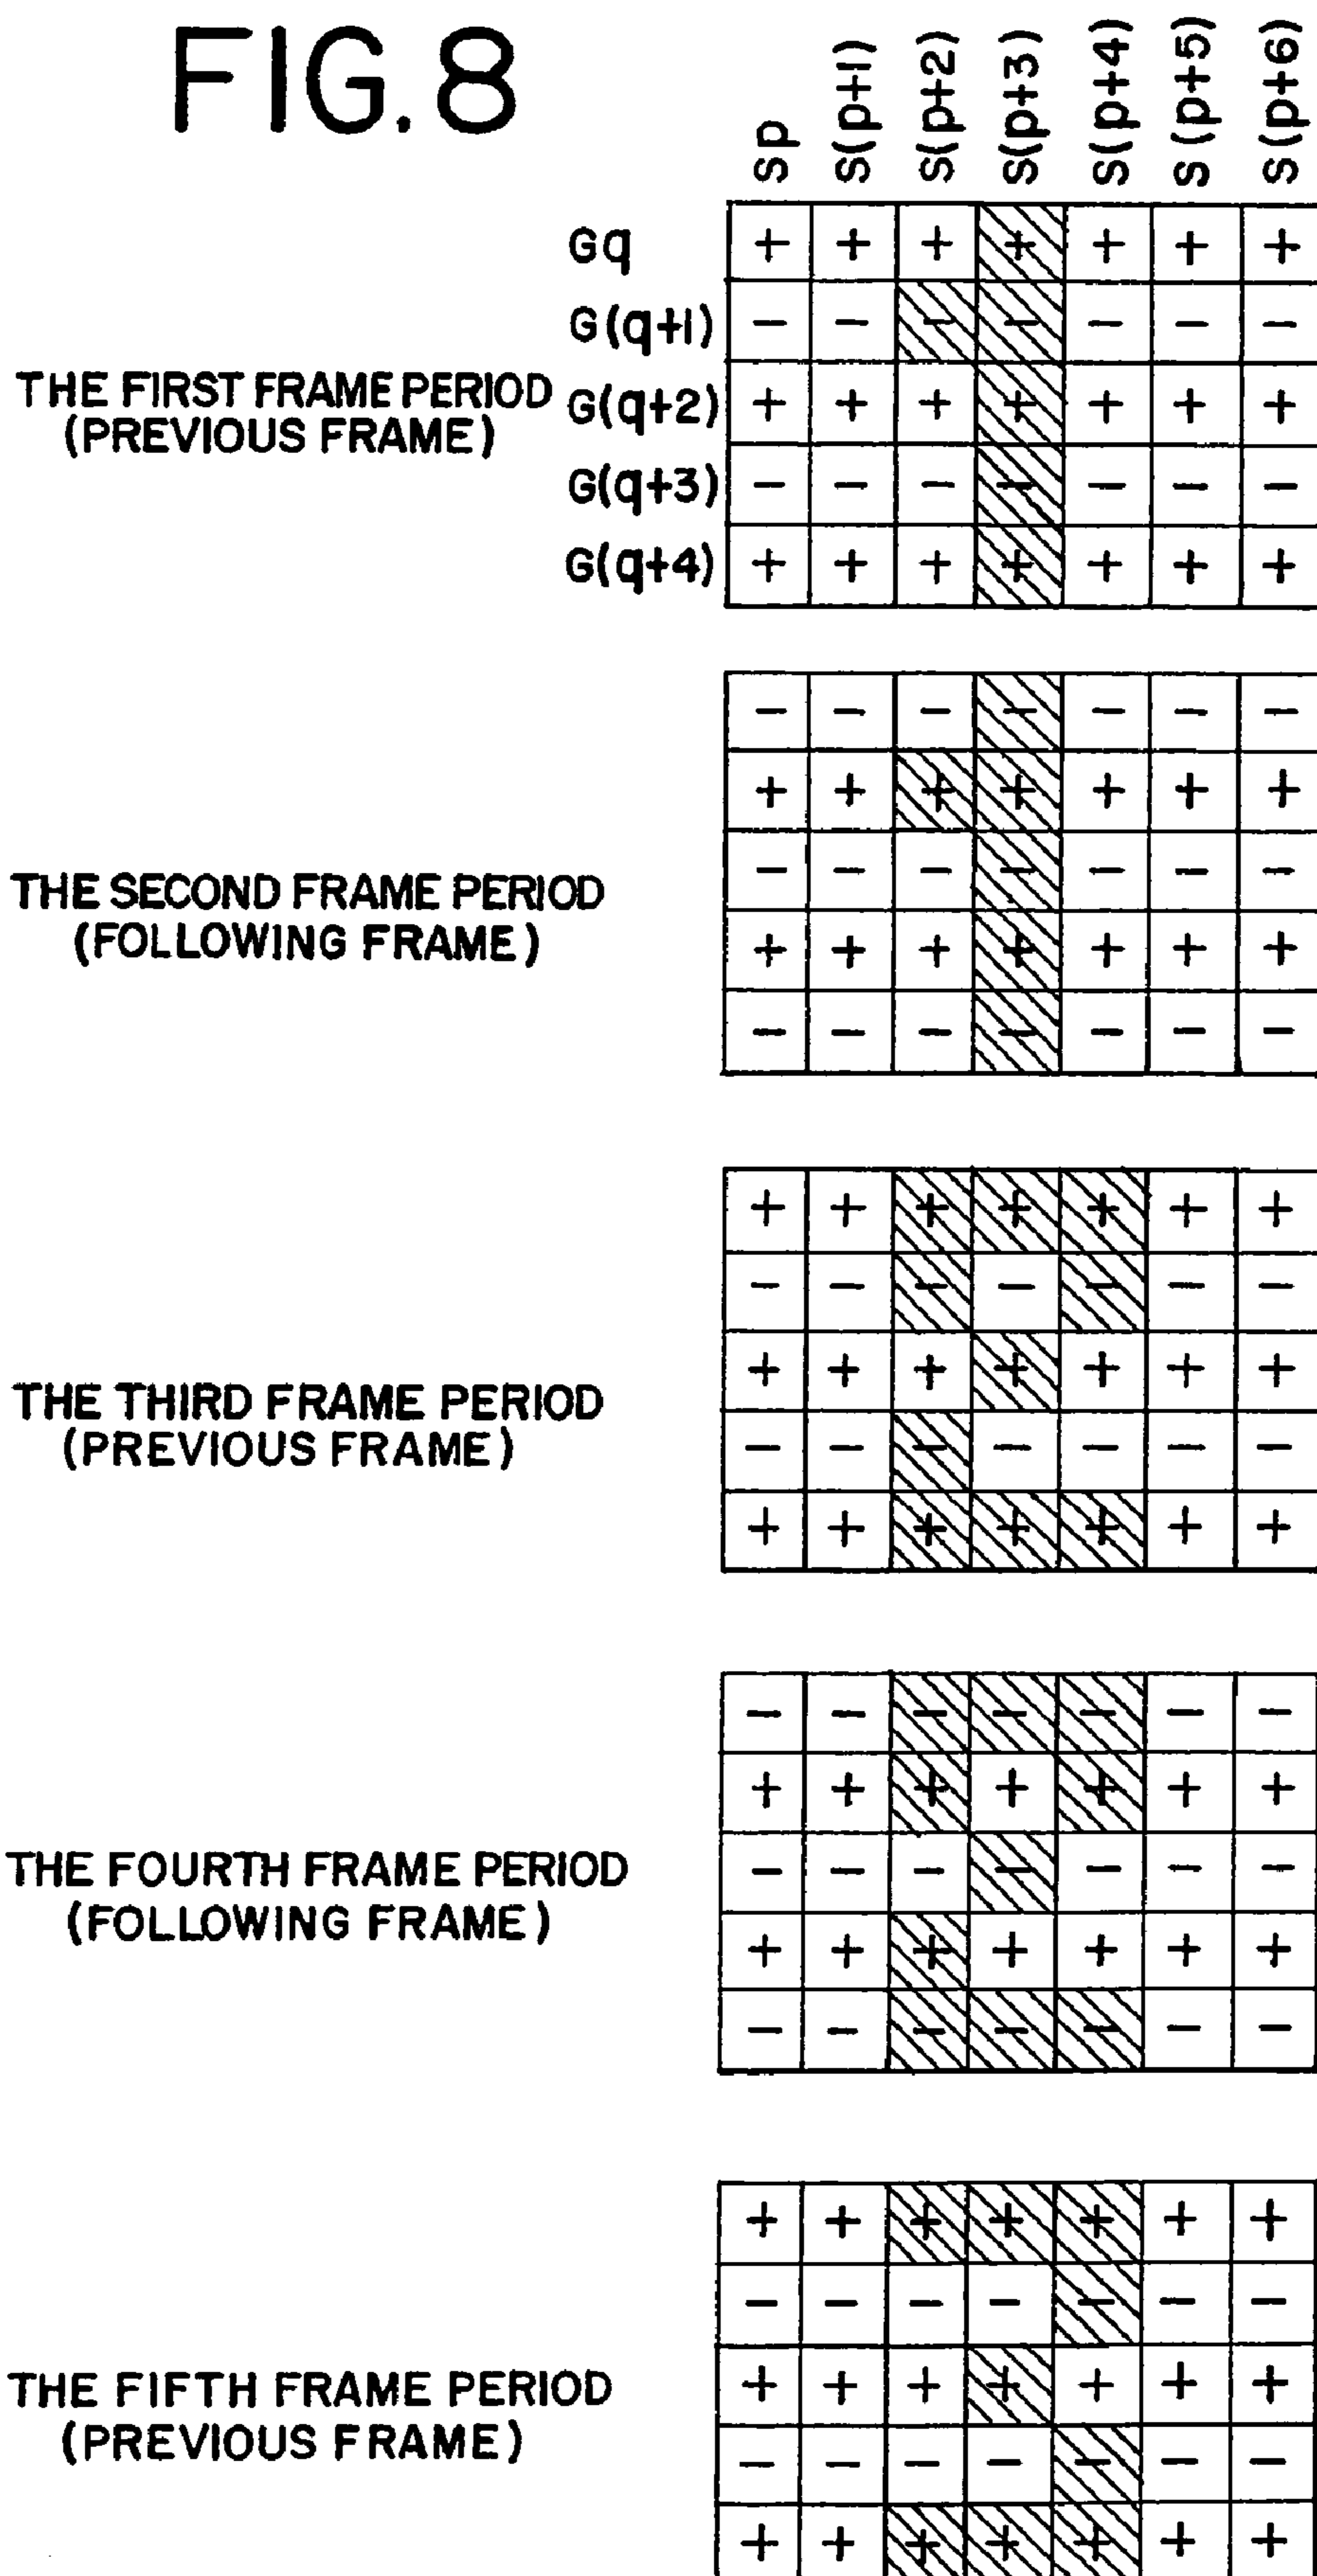 FIG. 8
Sp S(p+1) S(p+2) S(p+3) S(p+4) S(p+5) S(p+6)
Gq + + + + + + +
G(q+1) − − − − − − −
THE FIRST FRAME PERIOD
(PREVIOUS FRAME)
G(q+2) + + + + + + +
G(q+3) − − − − − − −
G(q+4) + + + + + + +
− − − − − − −
+ + + + + + +
− − − − − − −
THE SECOND FRAME PERIOD
(FOLLOWING FRAME)
+ + + + + + +
− − − − − − −
+ + + + + + +
− − − − − − −
+ + + + + + +
THE THIRD FRAME PERIOD
(PREVIOUS FRAME)
− − − − − − −
+ + + + + + +
− − − − − − −
+ + + + + + +
− − − − − − −
THE FOURTH FRAME PERIOD
(FOLLOWING FRAME)
+ + + + + + +
− − − − − − −
+ + + + + + +
− − − − − − −
+ + + + + + +
THE FIFTH FRAME PERIOD
(PREVIOUS FRAME)
− − − − − − −
+ + + + + + +